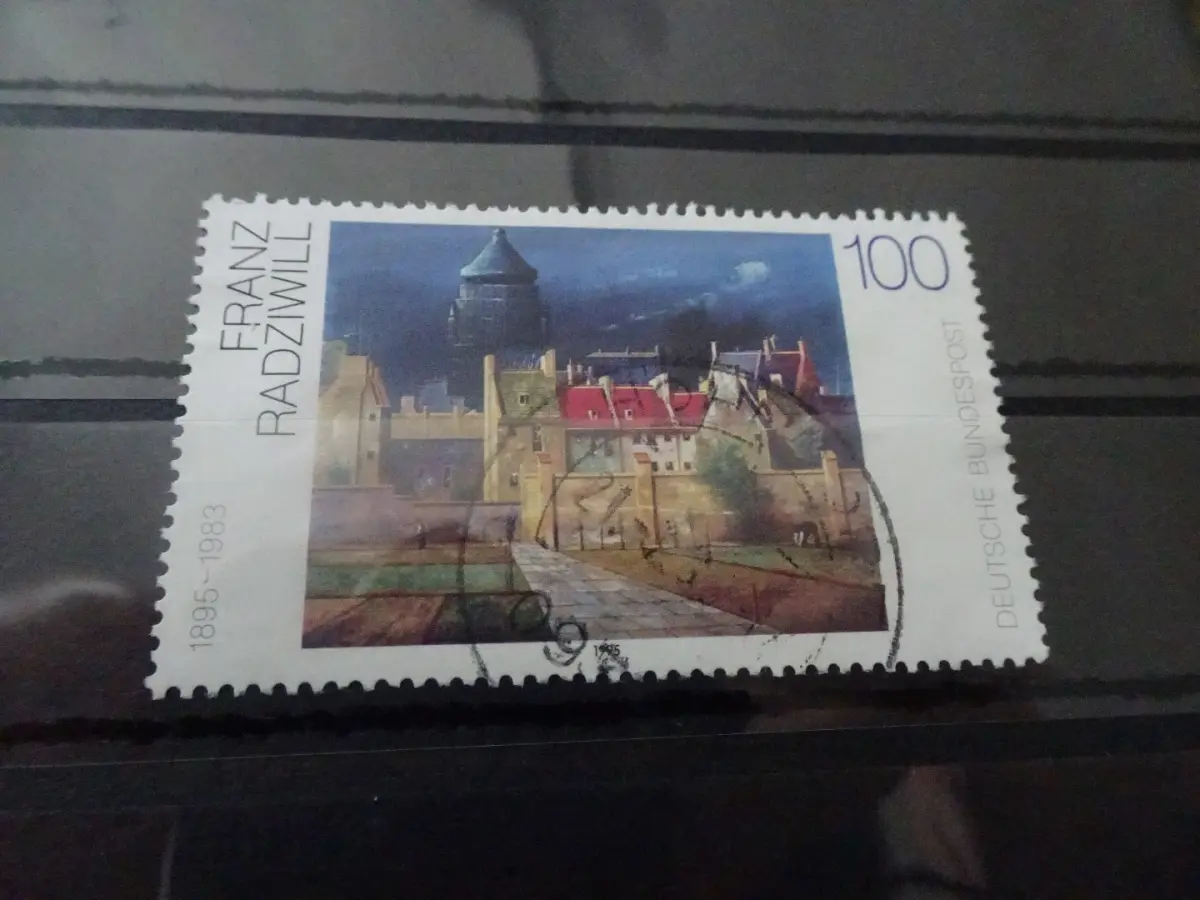 FRANZ
RADZIWILL
1895-1983
100
DEUTSCHE BUNDESPOST
1995